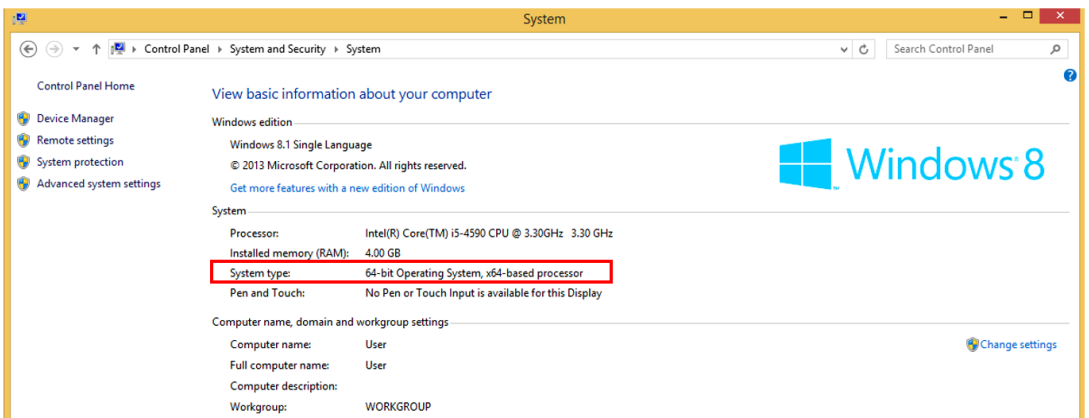 System
Control Panel System and Security System
Search Control Panel
Control Panel Home
Device Manager
Remote settings
System protection
Advanced system settings
View basic information about your computer
Windows edition
Windows 8.1 Single Language
© 2013 Microsoft Corporation. All rights reserved.
Get more features with a new edition of Windows
Windows 8
System
Processor: Intel(R) Core(TM) i5-4590 CPU @ 3.30GHz 3.30 GHz
Installed memory (RAM): 4.00 GB
System type: 64-bit Operating System, x64-based processor
Pen and Touch: No Pen or Touch Input is available for this Display
Computer name, domain and workgroup settings
Computer name: User
Change settings
Full computer name: User
Computer description:
Workgroup: WORKGROUP